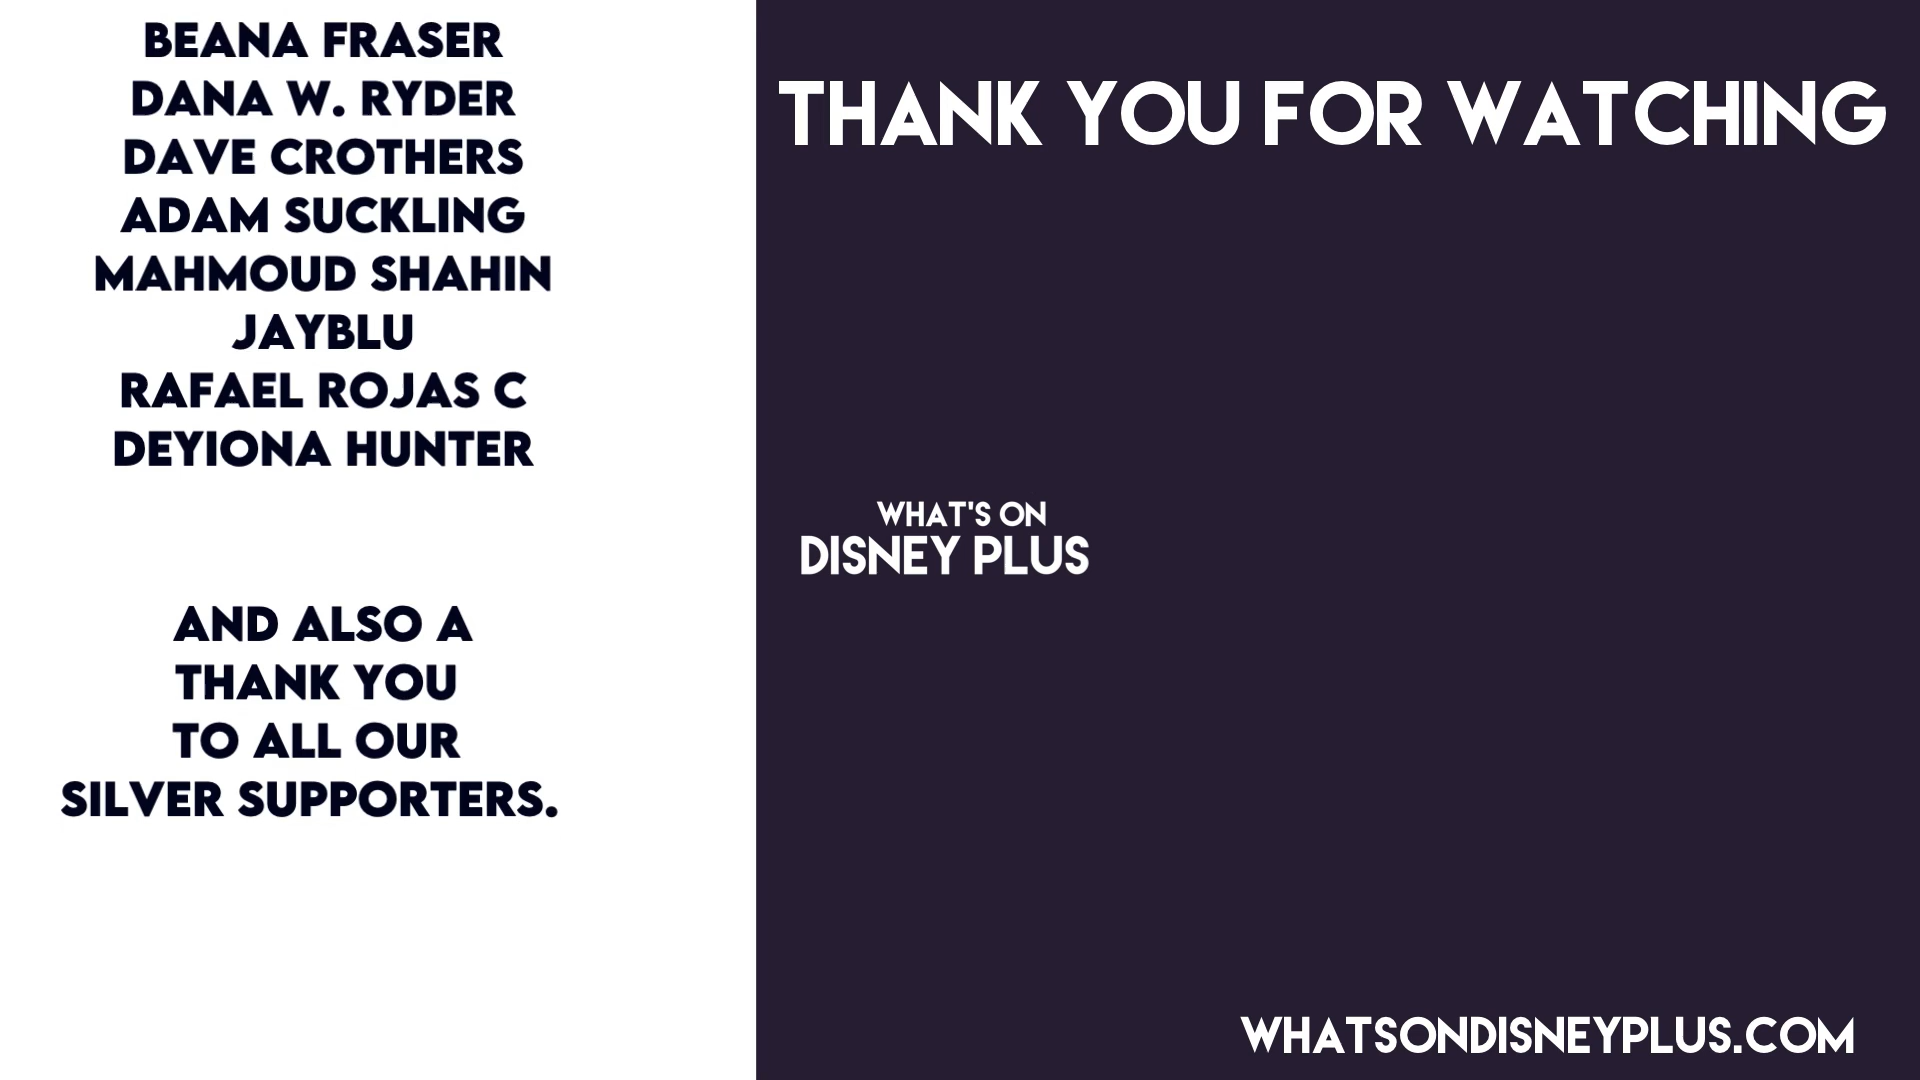 BEANA FRASER
DANA W. RYDER
DAVE CROTHERS
ADAM SUCKLING
MAHMOUD SHAHIN
JAYBLU
RAFAEL ROJAS C
DEYIONA HUNTER
AND ALSO A
THANK YOU
TO ALL OUR
SILVER SUPPORTERS.
THANK YOU FOR WATCHING
WHAT'S ON
DISNEY PLUS
WHATSONDISNEYPLUS.COM